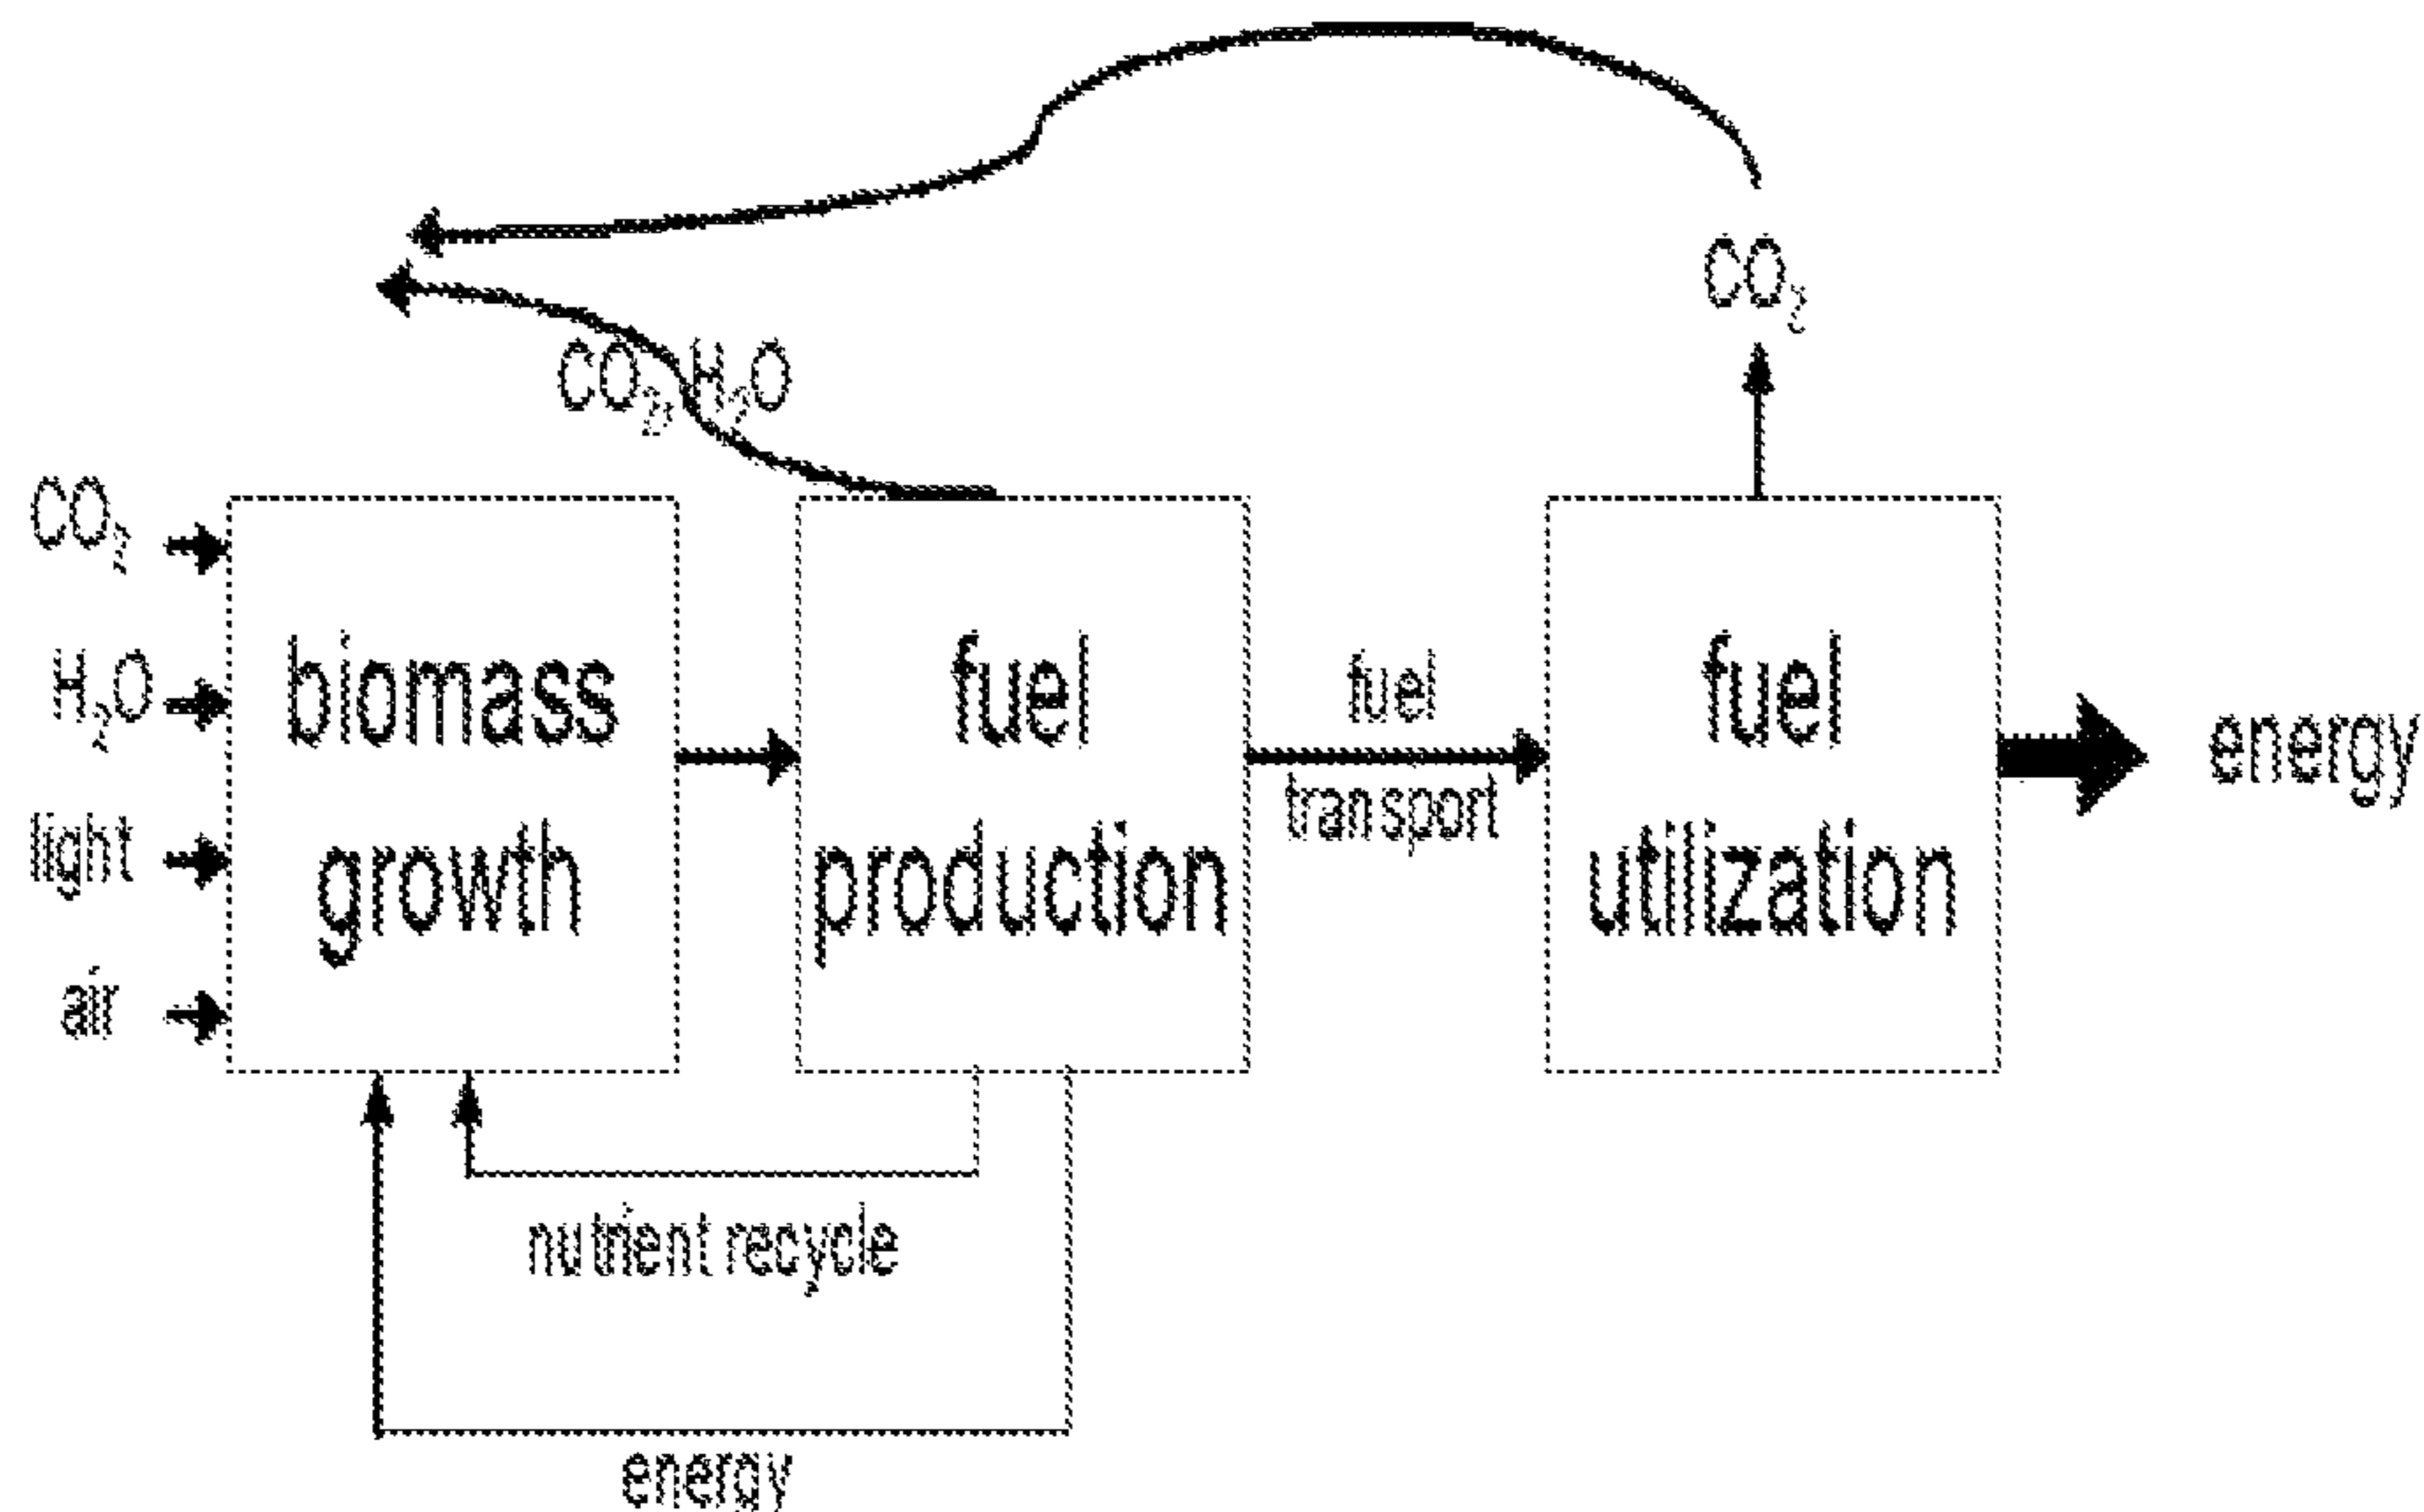 CO₂
CO₂, H₂O
CO₂
H₂O
light
air
biomass
growth
fuel
production
fuel
transport
fuel
utilization
energy
nutrient recycle
energy